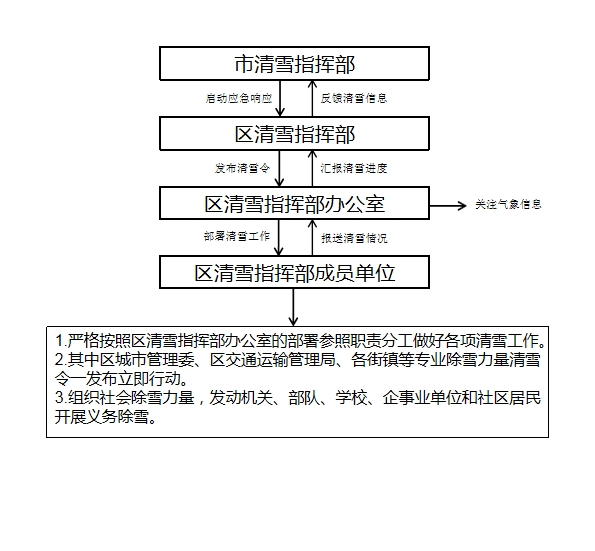 市清雪指挥部
启动应急响应
反馈清雪信息
区清雪指挥部
发布清雪令
汇报清雪进度
区清雪指挥部办公室
关注气象信息
部署清雪工作
报送清雪情况
区清雪指挥部成员单位
1.严格按照区清雪指挥部办公室的部署参照职责分工做好各项清雪工作。
2.其中区城市管理委、区交通运输管理局、各街镇等专业除雪力量清雪
令一发布立即行动。
3.组织社会除雪力量，发动机关、部队、学校、企事业单位和社区居民
开展义务除雪。